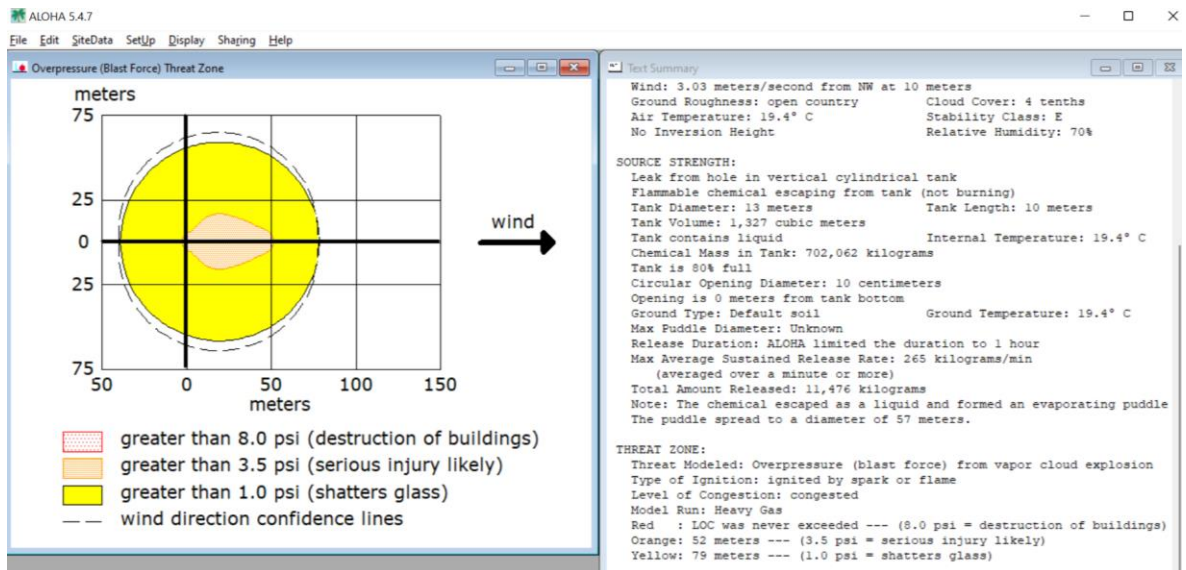 ALOHA 5.4.7
File Edit SiteData SetUp Display Sharing Help
Overpressure (Blast Force) Threat Zone
meters
75
25
0
25
75
50 0 50 100 150
meters
wind
greater than 8.0 psi (destruction of buildings)
greater than 3.5 psi (serious injury likely)
greater than 1.0 psi (shatters glass)
wind direction confidence lines
Text Summary
Wind: 3.03 meters/second from NW at 10 meters
Ground Roughness: open country Cloud Cover: 4 tenths
Air Temperature: 19.4° C Stability Class: E
No Inversion Height Relative Humidity: 70%
SOURCE STRENGTH:
Leak from hole in vertical cylindrical tank
Flammable chemical escaping from tank (not burning)
Tank Diameter: 13 meters Tank Length: 10 meters
Tank Volume: 1,327 cubic meters
Tank contains liquid Internal Temperature: 19.4° C
Chemical Mass in Tank: 702,062 kilograms
Tank is 80% full
Circular Opening Diameter: 10 centimeters
Opening is 0 meters from tank bottom
Ground Type: Default soil Ground Temperature: 19.4° C
Max Puddle Diameter: Unknown
Release Duration: ALOHA limited the duration to 1 hour
Max Average Sustained Release Rate: 265 kilograms/min
(averaged over a minute or more)
Total Amount Released: 11,476 kilograms
Note: The chemical escaped as a liquid and formed an evaporating puddle
The puddle spread to a diameter of 57 meters.
THREAT ZONE:
Threat Modeled: Overpressure (blast force) from vapor cloud explosion
Type of Ignition: ignited by spark or flame
Level of Congestion: congested
Model Run: Heavy Gas
Red : LOC was never exceeded --- (8.0 psi = destruction of buildings)
Orange: 52 meters --- (3.5 psi = serious injury likely)
Yellow: 79 meters --- (1.0 psi = shatters glass)